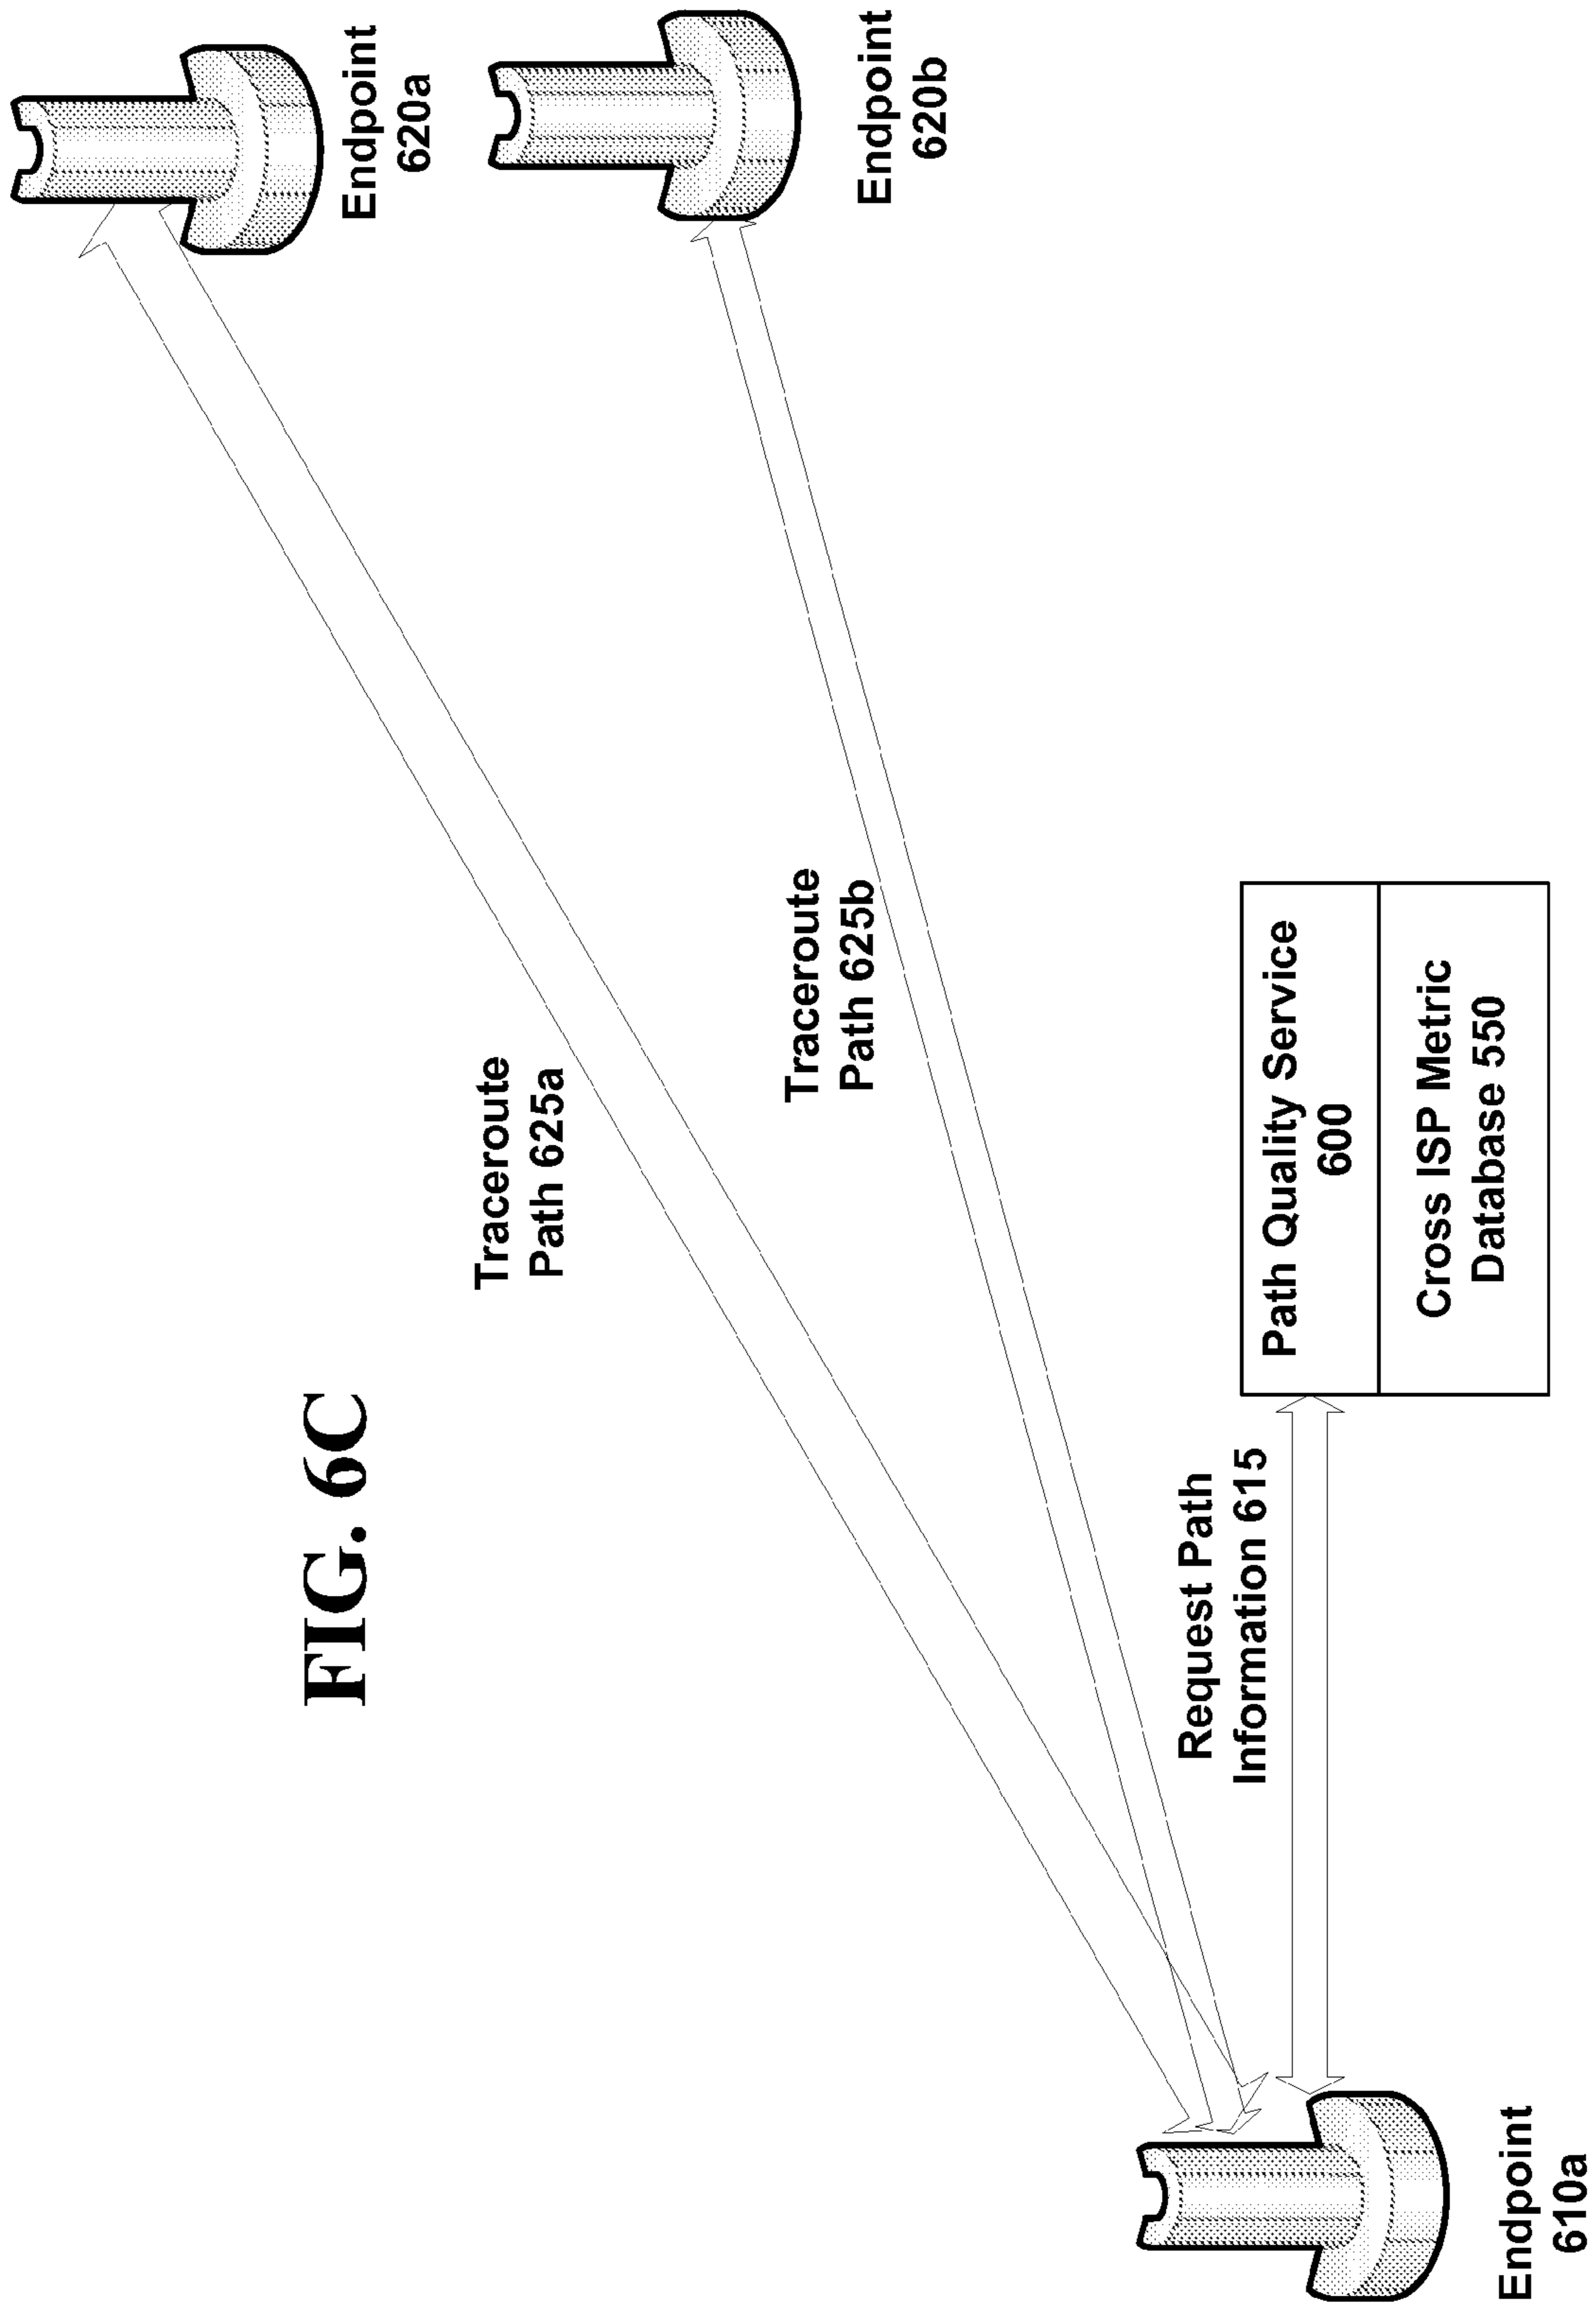 FIG. 6C
Endpoint
620a
Endpoint
620b
Traceroute
Path 625a
Traceroute
Path 625b
Request Path
Information 615
Path Quality Service
600
Cross ISP Metric
Database 550
Endpoint
610a